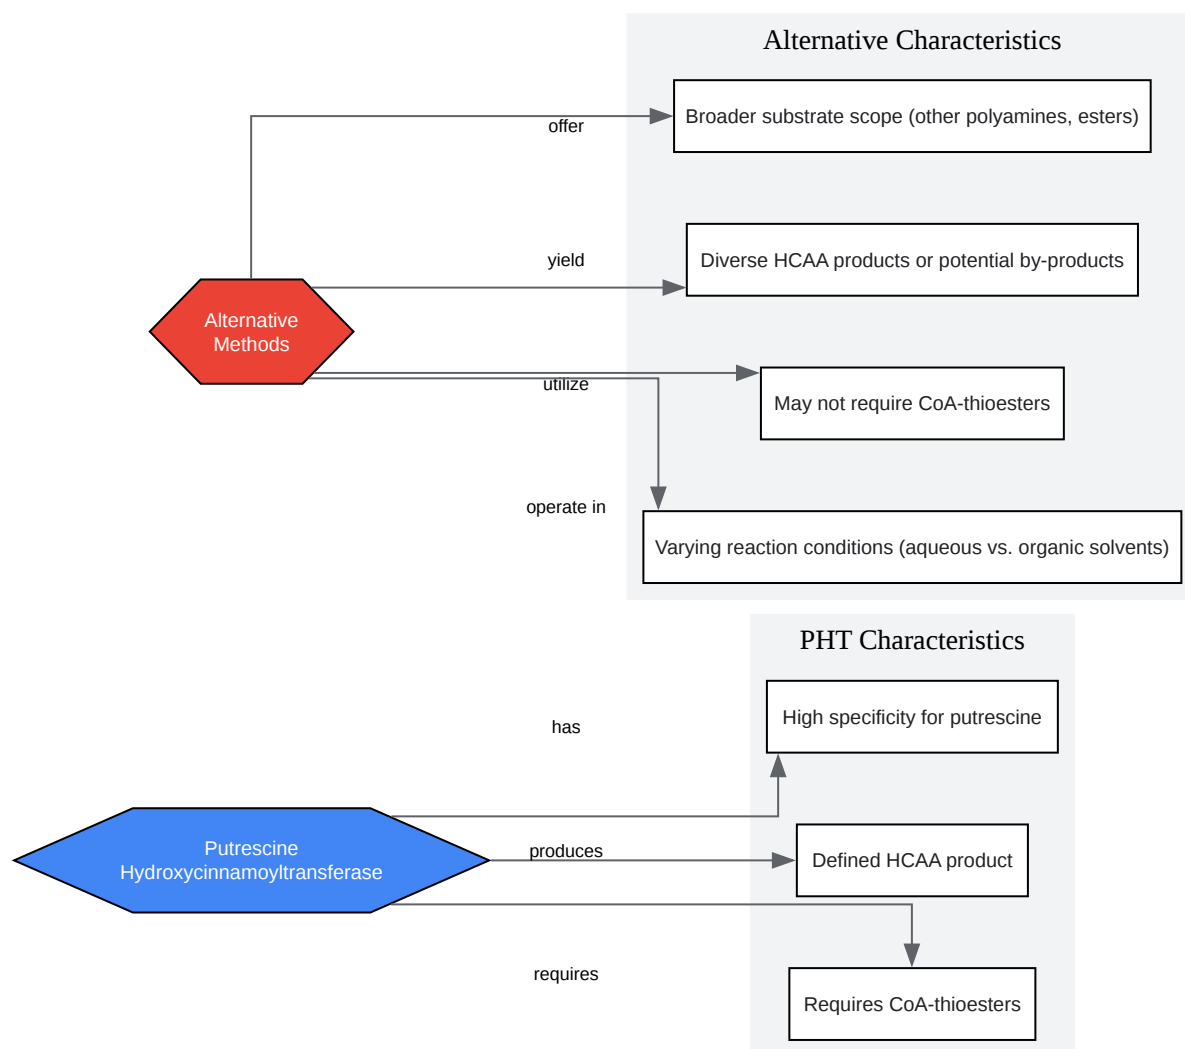 Alternative Characteristics
Broader substrate scope (other polyamines, esters)
offer
yield
Diverse HCAA products or potential by-products
Alternative
Methods
utilize
May not require CoA-thioesters
operate in
Varying reaction conditions (aqueous vs. organic solvents)
PHT Characteristics
has
High specificity for putrescine
Putrescine
Hydroxycinnamoyltransferase
produces
Defined HCAA product
requires
Requires CoA-thioesters